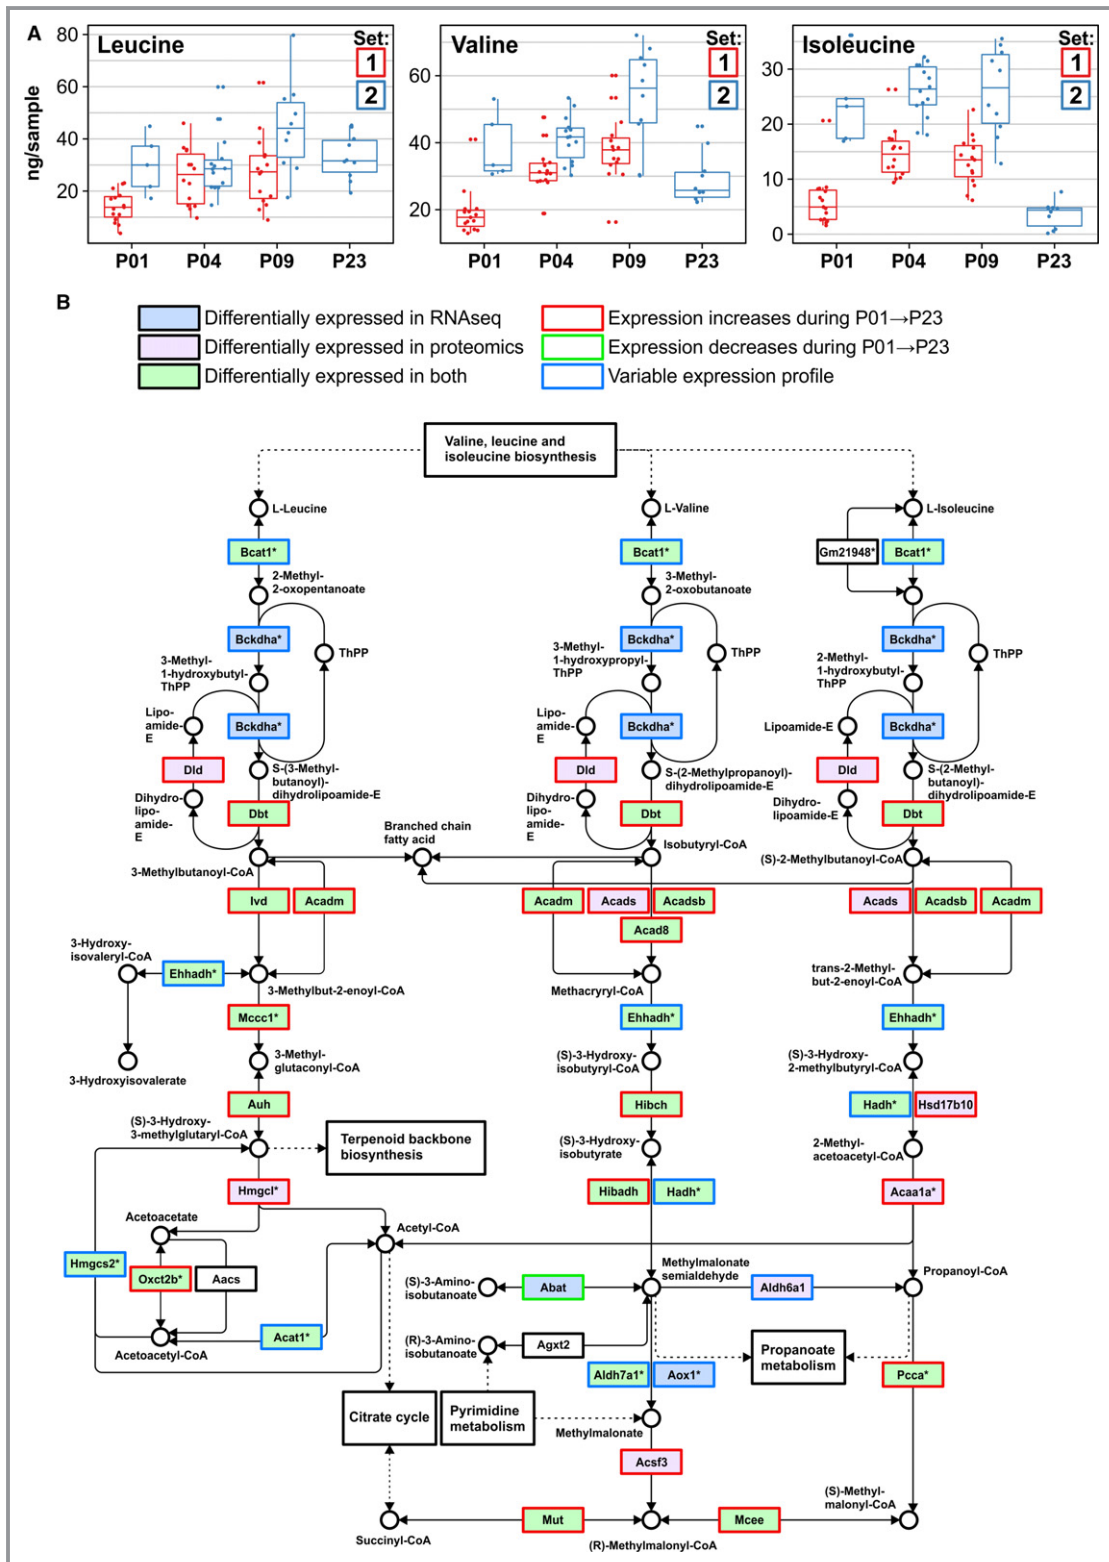 A
Leucine
Set:
1
2
Valine
Set:
1
2
Isoleucine
Set:
1
2
ng/sample
80
60
40
20
60
40
20
30
20
10
0
P01 P04 P09 P23
P01 P04 P09 P23
P01 P04 P09 P23
B
Differentially expressed in RNAseq
Differentially expressed in proteomics
Differentially expressed in both
Expression increases during P01→P23
Expression decreases during P01→P23
Variable expression profile
Valine, leucine and
isoleucine biosynthesis
L-Leucine
L-Valine
L-Isoleucine
Bcat1*
Bcat1*
Gm21948*
Bcat1*
2-Methyl-
2-oxopentanoate
3-Methyl-
2-oxobutanoate
Bckdha*
Bckdha*
Bckdha*
ThPP
ThPP
ThPP
3-Methyl-
1-hydroxybutyl-
ThPP
3-Methyl-
1-hydroxypropyl-
ThPP
2-Methyl-
1-hydroxybutyl-
ThPP
Lipo-
amide-
E
Bckdha*
Lipo-
amide-
E
Bckdha*
Lipoamide-E
Bckdha*
Dld
Dld
Dld
S-(3-Methyl-
butanoyl)-
dihydrolipoamide-E
S-(2-Methylpropanoyl)-
dihydrolipoamide-E
S-(2-Methyl-
butanoyl)-
dihydrolipoamide-E
Dihydro-
lipo-
amide-
E
Dbt
Dihydro-
lipo-
amide-
E
Dbt
Dihydro-
lipoamide-E
Dbt
Branched chain
fatty acid
3-Methylbutanoyl-CoA
Isobutyryl-CoA
(S)-2-Methylbutanoyl-CoA
Ivd
Acadm
Acadm
Acads
Acadsb
Acads
Acadsb
Acadm
Acad8
3-Hydroxy-
isovaleryl-CoA
Ehhadh*
3-Methylbut-2-enoyl-CoA
Methacryryl-CoA
trans-2-Methyl-
but-2-enoyl-CoA
Mccc1*
Ehhadh*
Ehhadh*
3-Hydroxyisovalerate
3-Methyl-
glutaconyl-CoA
(S)-3-Hydroxy-
isobutyryl-CoA
(S)-3-Hydroxy-
2-methylbutyryl-CoA
Auh
Hibch
Hadh*
Hsd17b10
(S)-3-Hydroxy-
3-methylglutaryl-CoA
Terpenoid backbone
biosynthesis
(S)-3-Hydroxy-
isobutyrate
2-Methyl-
acetoacetyl-CoA
Hmgcl*
Hibadh
Hadh*
Acaa1a*
Acetoacetate
Acetyl-CoA
Hmgcs2*
Oxct2b*
Aacs
Methylmalonate
semialdehyde
Propanoyl-CoA
(S)-3-Amino-
isobutanoate
Abat
Aldh6a1
Acat1*
Acetoacetyl-CoA
(R)-3-Amino-
isobutanoate
Agxt2
Propanoate
metabolism
Aldh7a1*
Aox1*
Pcca*
Citrate cycle
Pyrimidine
metabolism
Methylmalonate
Acsf3
(S)-Methyl-
malonyl-CoA
Mut
Mcee
Succinyl-CoA
(R)-Methylmalonyl-CoA